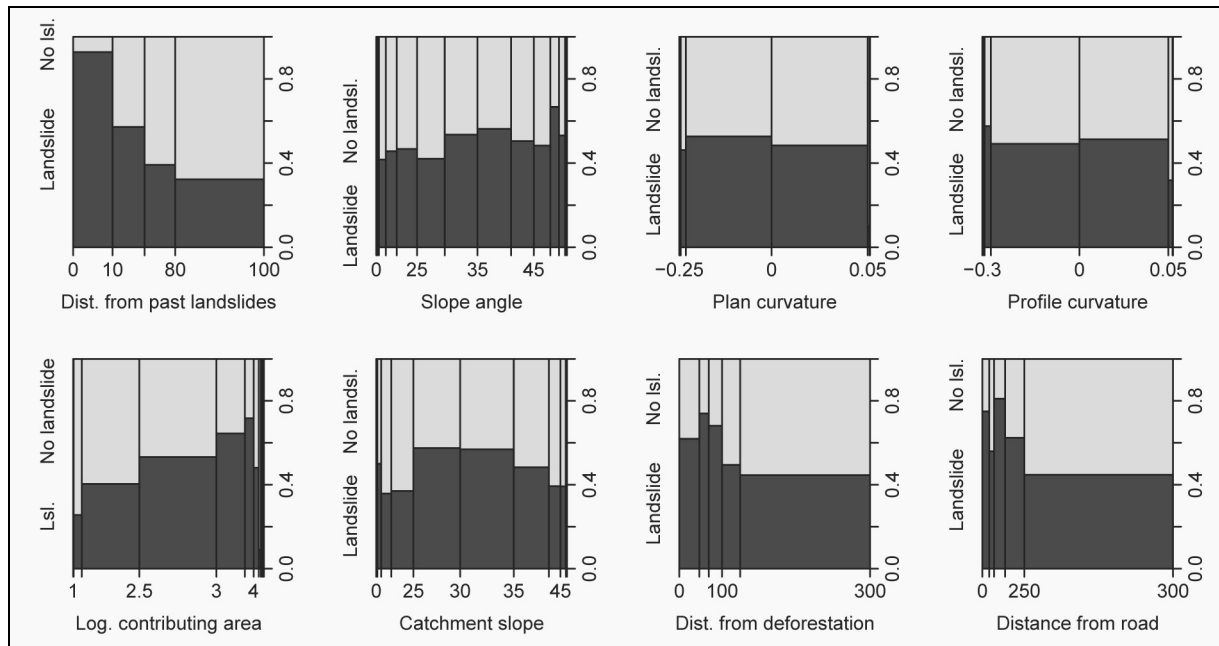 No lsl.
Landslide
0.8
0.4
0.0
0 10 80 100
Dist. from past landslides
No landsl.
Landslide
0.8
0.4
0.0
0 25 35 45
Slope angle
No landsl.
Landslide
0.8
0.4
0.0
−0.25 0 0.05
Plan curvature
No landsl.
Landslide
0.8
0.4
0.0
−0.3 0 0.05
Profile curvature
No landslide
Lsl.
0.8
0.4
0.0
1 2.5 3 4
Log. contributing area
No landsl.
Landslide
0.8
0.4
0.0
0 25 30 35 45
Catchment slope
No lsl.
Landslide
0.8
0.4
0.0
0 100 300
Dist. from deforestation
No lsl.
Landslide
0.8
0.4
0.0
0 250 300
Distance from road